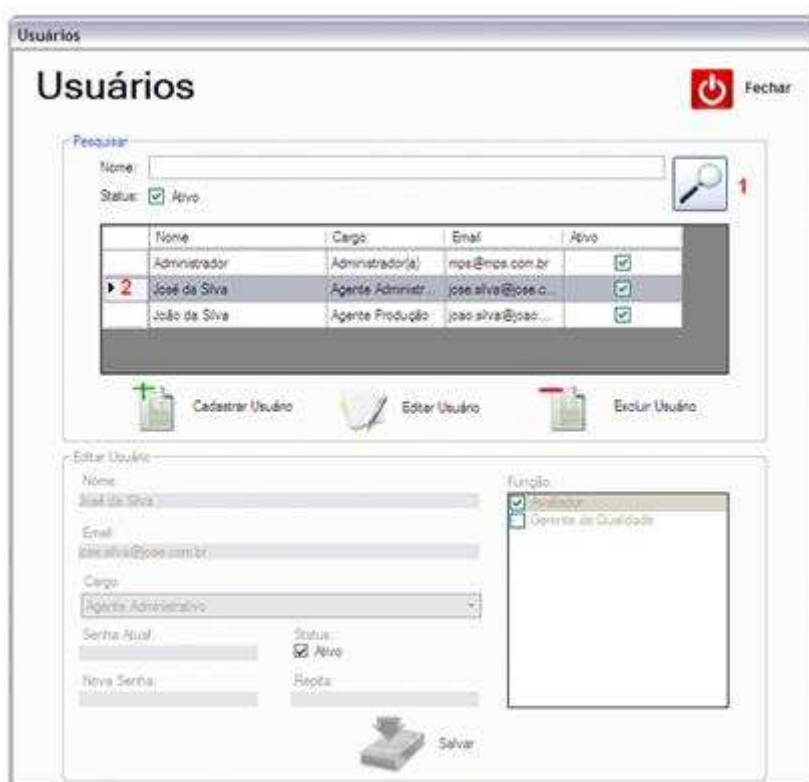 Usuários
Usuários
Fechar
Pesquisar
Nome:
1
Status: Ativo
Nome Cargo Email Ativo
Administrador Administrador(a) mps@mps.com.br
2 José da Silva Agente Administr... jose.silva@jose.c...
João da Silva Agente Produção joao.silva@joao....
Cadastrar Usuário Editar Usuário Excluir Usuário
Editar Usuário
Nome: Função:
José da Silva Avaliador
Gerente da Qualidade
Email:
jose.silva@jose.com.br
Cargo
Agente Administrativo
Senha Atual: Status:
Ativo
Nova Senha: Repita:
Salvar